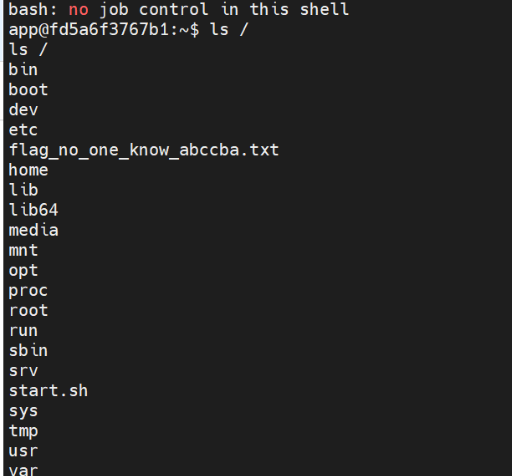 bash: no job control in this shell
app@fd5a6f3767b1:~$ ls /
ls /
bin
boot
dev
etc
flag_no_one_know_abccba.txt
home
lib
lib64
media
mnt
opt
proc
root
run
sbin
srv
start.sh
sys
tmp
usr
var